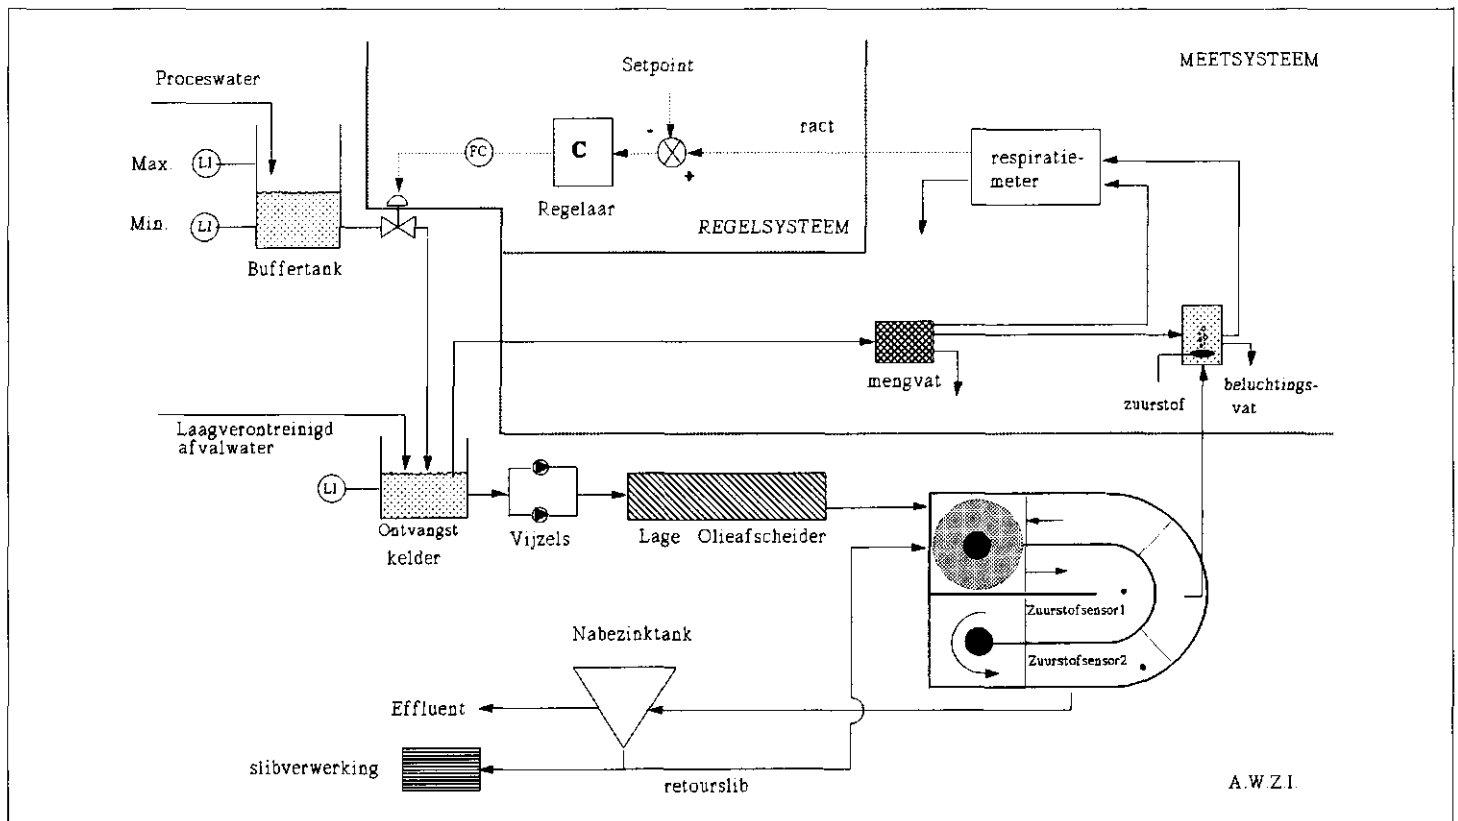 MEETSYSTEEM
Setpoint
Proceswater
ract
-
C
FC
respiratie-
meter
Max.
LI
+
Regelaar
Min.
LI
REGELSYSTEEM
Buffertank
mengvat
zuurstof
beluchtings-
vat
Laagverontreinigd
afvalwater
LI
Ontvangst
kelder
Vijzels
Lage Olieafscheider
Zuurstofsensor1
Zuurstofsensor2
Nabezinktank
Effluent
slibverwerking
retourslib
A.W.Z.I.